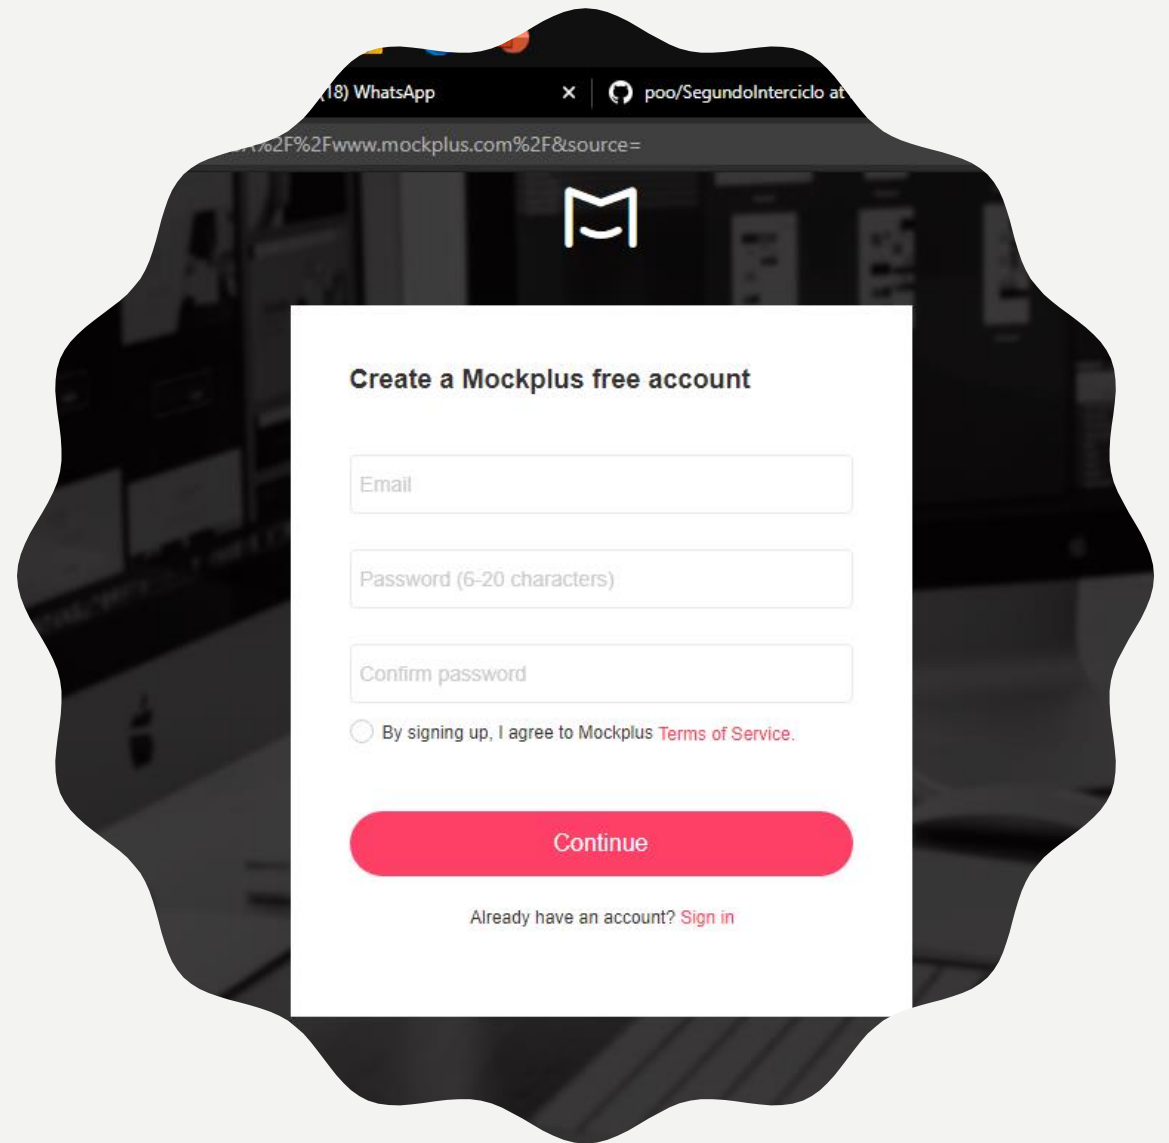 (18) WhatsApp
poo/SegundoInterciclo at
%2F%2Fwww.mockplus.com%2F&source=
Create a Mockplus free account
Email
Password (6-20 characters)
Confirm password
By signing up, I agree to Mockplus Terms of Service.
Continue
Already have an account? Sign in